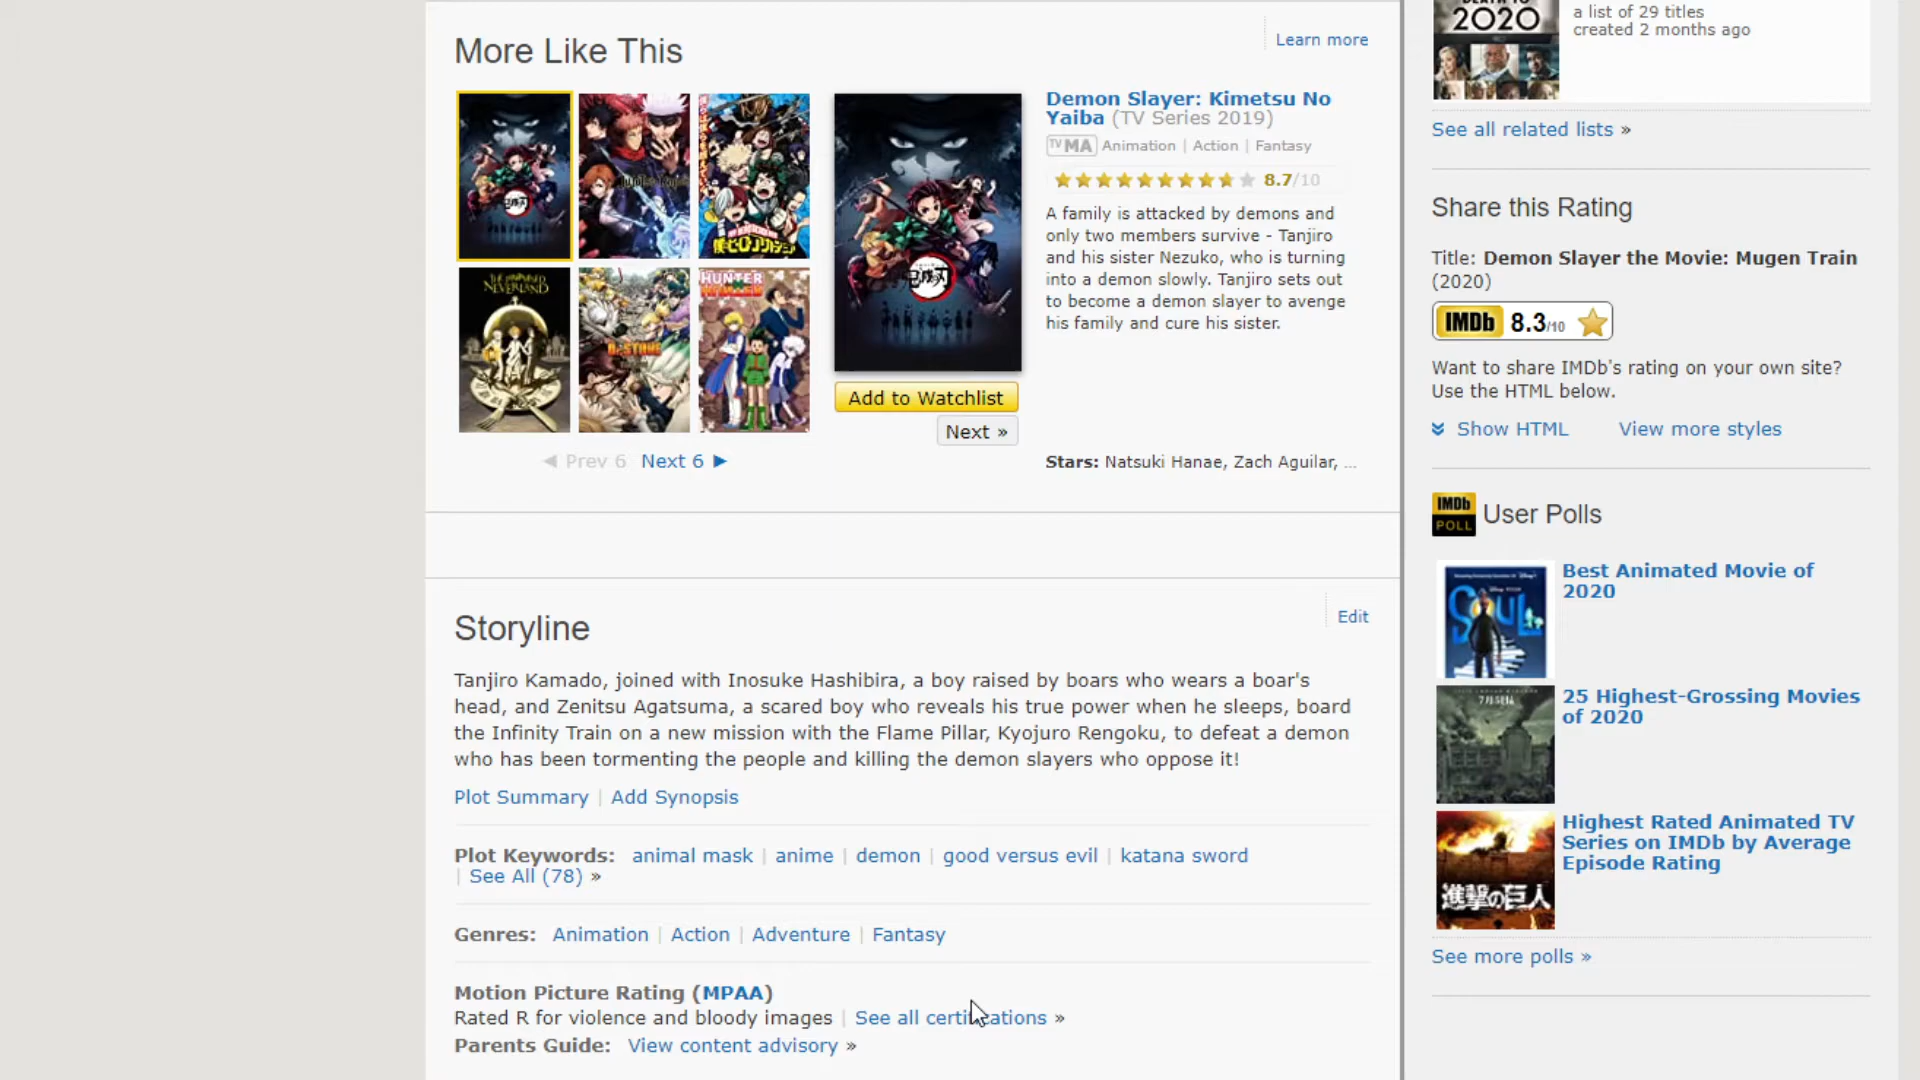 More Like This
Learn more
THE PROMISED
NEVERLAND
Dr.STONE
HUNTER
Add to Watchlist
Next »
◀ Prev 6 Next 6 ▶
Demon Slayer: Kimetsu No
Yaiba (TV Series 2019)
TV MA Animation | Action | Fantasy
8.7/10
A family is attacked by demons and
only two members survive - Tanjiro
and his sister Nezuko, who is turning
into a demon slowly. Tanjiro sets out
to become a demon slayer to avenge
his family and cure his sister.
Stars: Natsuki Hanae, Zach Aguilar, ...
Storyline
Edit
Tanjiro Kamado, joined with Inosuke Hashibira, a boy raised by boars who wears a boar's
head, and Zenitsu Agatsuma, a scared boy who reveals his true power when he sleeps, board
the Infinity Train on a new mission with the Flame Pillar, Kyojuro Rengoku, to defeat a demon
who has been tormenting the people and killing the demon slayers who oppose it!
Plot Summary | Add Synopsis
Plot Keywords: animal mask | anime | demon | good versus evil | katana sword
| See All (78) »
Genres: Animation | Action | Adventure | Fantasy
Motion Picture Rating (MPAA)
Rated R for violence and bloody images | See all certifications »
Parents Guide: View content advisory »
2020
a list of 29 titles
created 2 months ago
See all related lists »
Share this Rating
Title: Demon Slayer the Movie: Mugen Train
(2020)
IMDb 8.3/10
Want to share IMDb's rating on your own site?
Use the HTML below.
Show HTML View more styles
IMDb
POLL
User Polls
SOUL
Best Animated Movie of
2020
25 Highest-Grossing Movies
of 2020
進撃の巨人
Highest Rated Animated TV
Series on IMDb by Average
Episode Rating
See more polls »